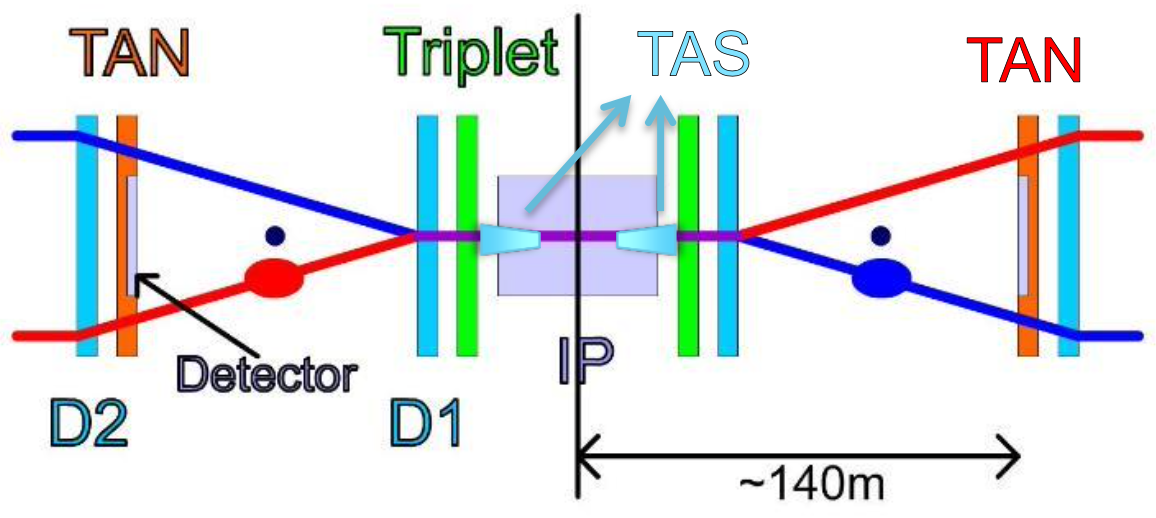 TAN
Triplet
TAS
TAN
Detector
IP
D2
D1
~140m